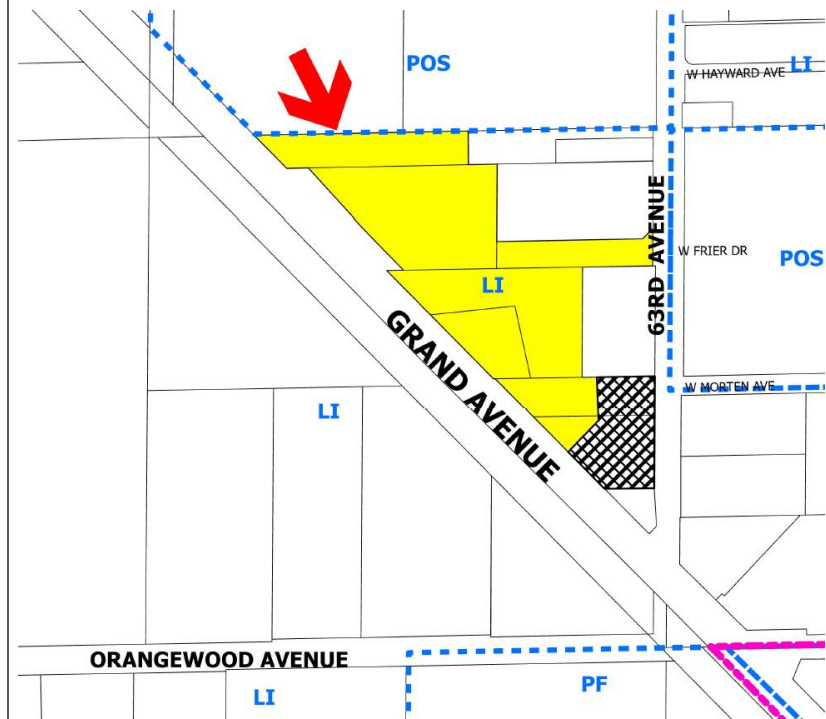 POS
LI
W HAYWARD AVE
63RD AVENUE
W FRIER DR
POS
LI
GRAND AVENUE
W MORTEN AVE
LI
ORANGEWOOD AVENUE
LI
PF